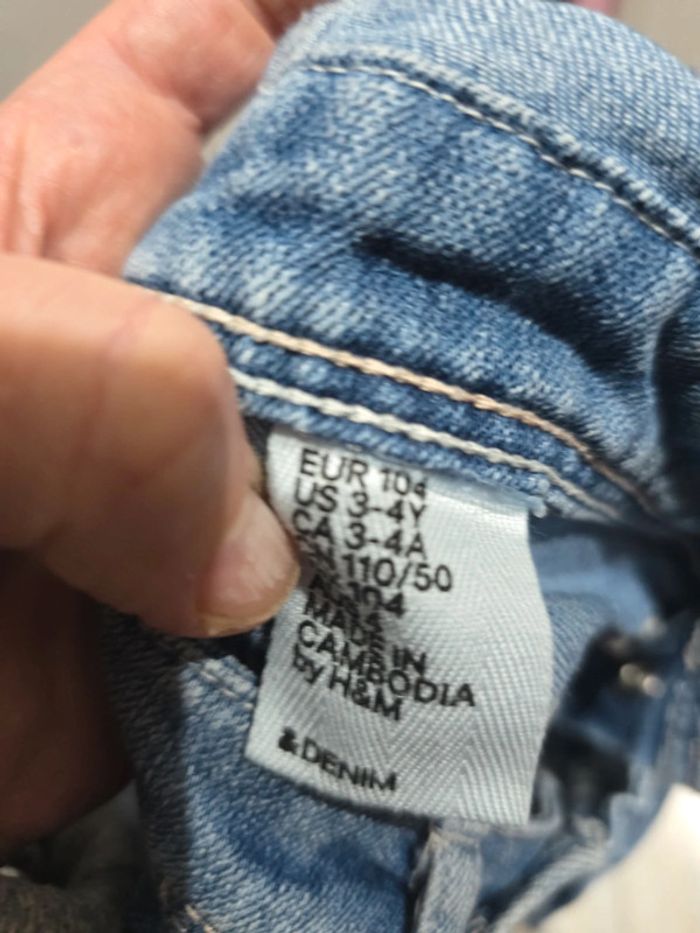 EUR 104
US 3-4Y
CA 3-4A
110/50
104
MADE IN
CAMBODIA
by H&M
&DENIM